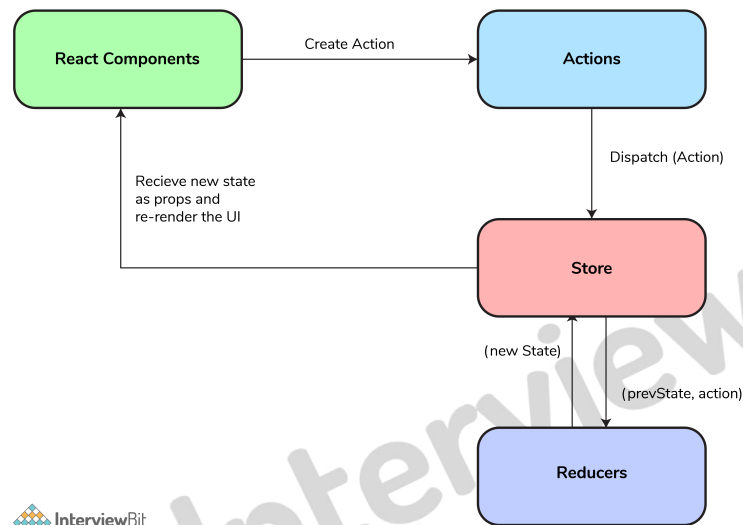 React Components
Create Action
Actions
Dispatch (Action)
Recieve new state
as props and
re-render the UI
Store
(new State)
(prevState, action)
Reducers
InterviewBit
Interview